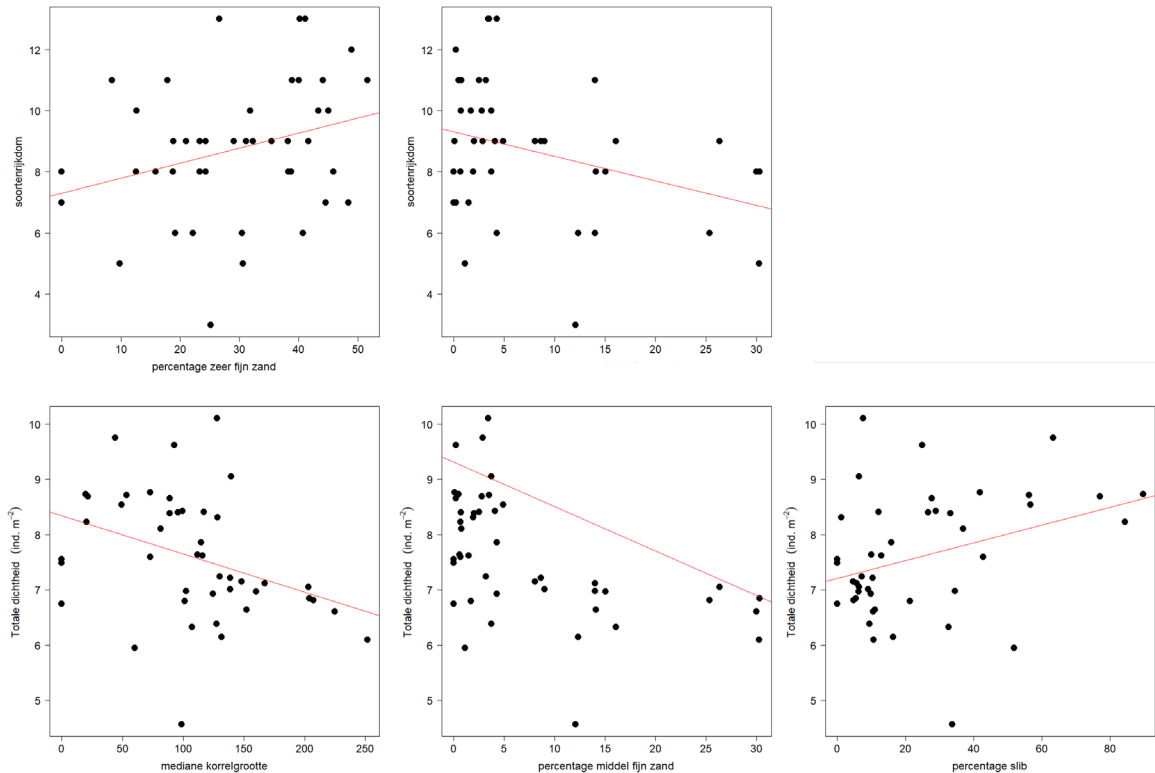 soortenrijkdom
12
10
8
6
4
0 10 20 30 40 50
percentage zeer fijn zand
soortenrijkdom
12
10
8
6
4
0 5 10 15 20 25 30
Totale dichtheid (ind. m⁻²)
10
9
8
7
6
5
0 50 100 150 200 250
mediane korrelgrootte
Totale dichtheid (ind. m⁻²)
10
9
8
7
6
5
0 5 10 15 20 25 30
percentage middel fijn zand
Totale dichtheid (ind. m⁻²)
10
9
8
7
6
5
0 20 40 60 80
percentage slib